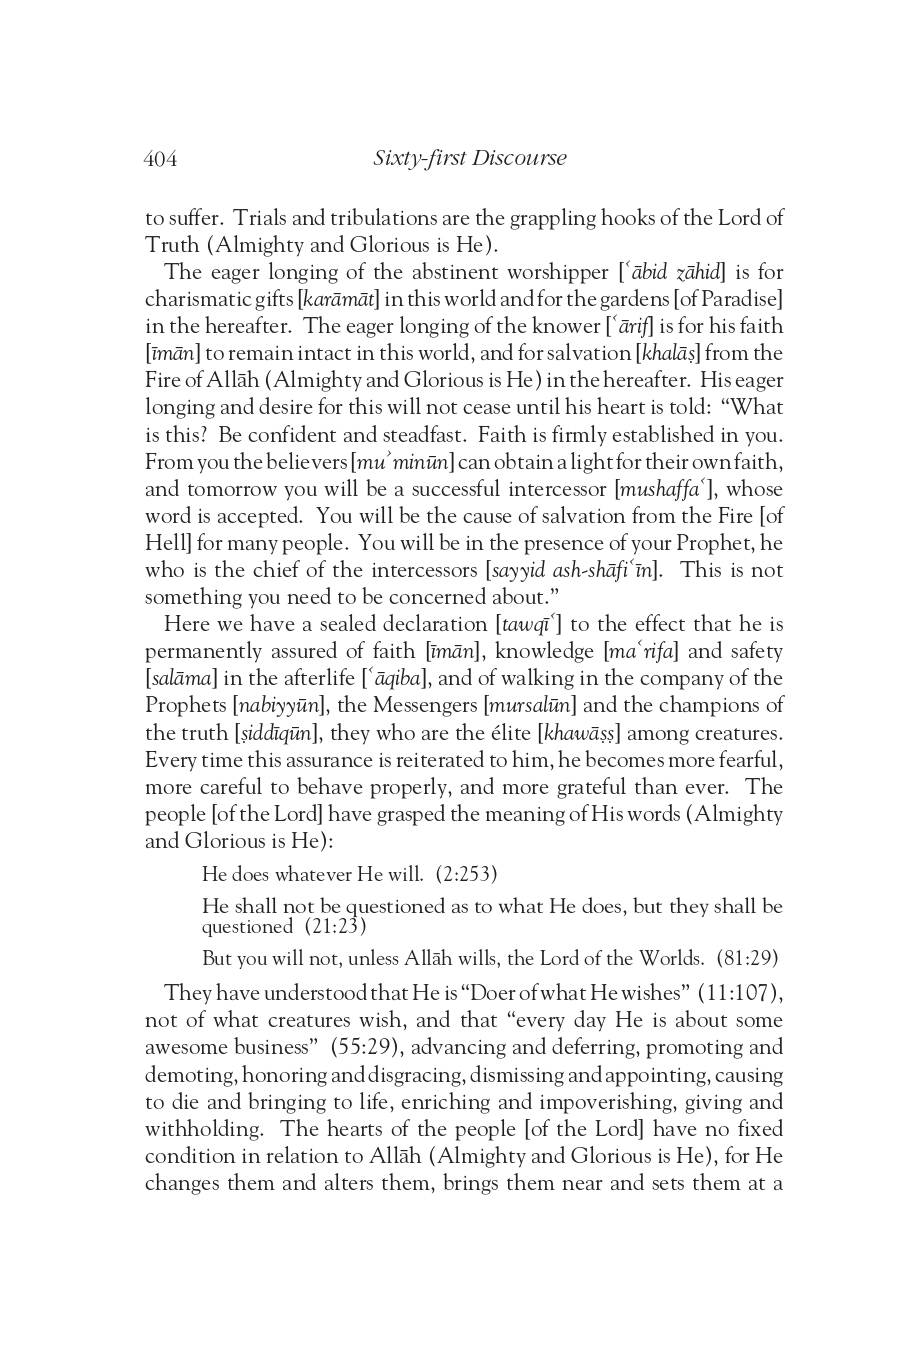 404 Sixty-first Discourse
to suffer. Trials and tribulations are the grappling hooks of the Lord of
Truth (Almighty and Glorious is He).
The eager longing of the abstinent worshipper [ʿābid zāhid] is for
charismatic gifts [karāmāt] in this world and for the gardens [of Paradise]
in the hereafter. The eager longing of the knower [ʿārif] is for his faith
[īmān] to remain intact in this world, and for salvation [khalāṣ] from the
Fire of Allāh (Almighty and Glorious is He) in the hereafter. His eager
longing and desire for this will not cease until his heart is told: “What
is this? Be confident and steadfast. Faith is firmly established in you.
From you the believers [muʾminūn] can obtain a light for their own faith,
and tomorrow you will be a successful intercessor [mushaffaʿ], whose
word is accepted. You will be the cause of salvation from the Fire [of
Hell] for many people. You will be in the presence of your Prophet, he
who is the chief of the intercessors [sayyid ash-shāfiʿīn]. This is not
something you need to be concerned about.”
Here we have a sealed declaration [tawqīʿ] to the effect that he is
permanently assured of faith [īmān], knowledge [maʿrifa] and safety
[salāma] in the afterlife [ʿāqiba], and of walking in the company of the
Prophets [nabiyyūn], the Messengers [mursalūn] and the champions of
the truth [ṣiddīqūn], they who are the élite [khawāṣṣ] among creatures.
Every time this assurance is reiterated to him, he becomes more fearful,
more careful to behave properly, and more grateful than ever. The
people [of the Lord] have grasped the meaning of His words (Almighty
and Glorious is He):
He does whatever He will. (2:253)
He shall not be questioned as to what He does, but they shall be
questioned (21:23)
But you will not, unless Allāh wills, the Lord of the Worlds. (81:29)
They have understood that He is “Doer of what He wishes” (11:107),
not of what creatures wish, and that “every day He is about some
awesome business” (55:29), advancing and deferring, promoting and
demoting, honoring and disgracing, dismissing and appointing, causing
to die and bringing to life, enriching and impoverishing, giving and
withholding. The hearts of the people [of the Lord] have no fixed
condition in relation to Allāh (Almighty and Glorious is He), for He
changes them and alters them, brings them near and sets them at a